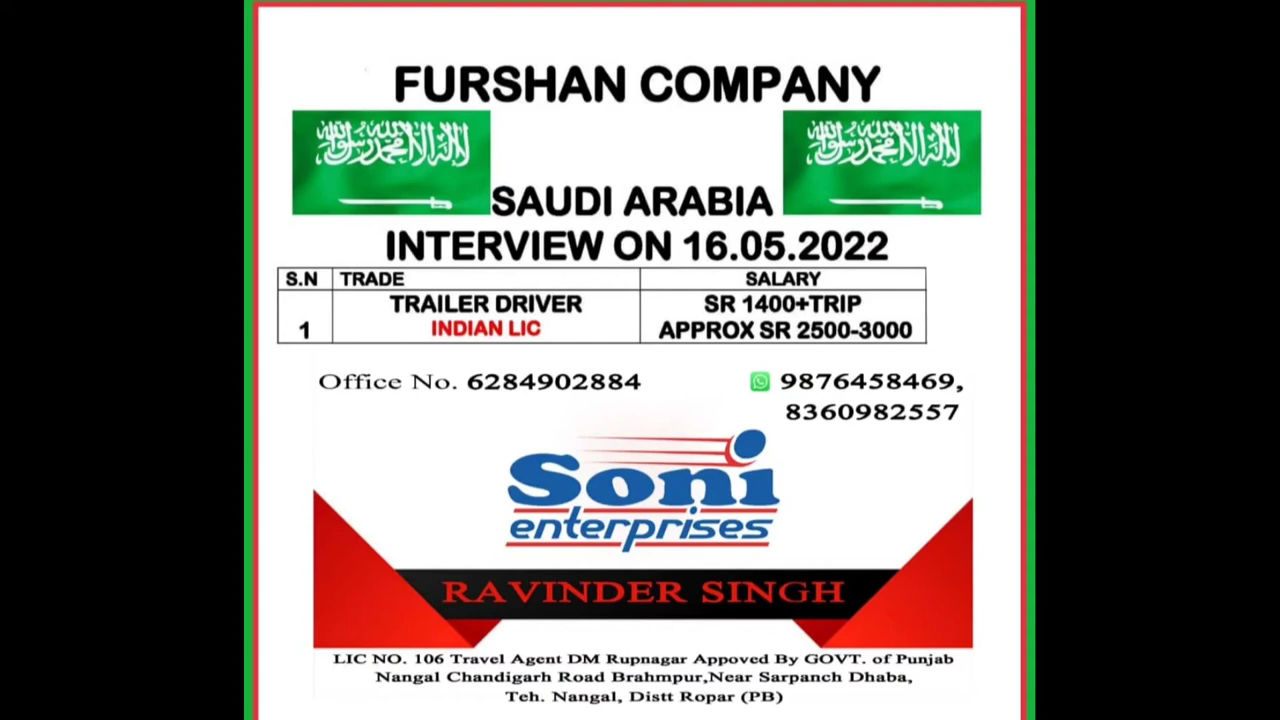 FURSHAN COMPANY
لا إله إلا الله محمد رسول الله
لا إله إلا الله محمد رسول الله
SAUDI ARABIA
INTERVIEW ON 16.05.2022
S.N TRADE SALARY
TRAILER DRIVER SR 1400+TRIP
1 INDIAN LIC APPROX SR 2500-3000
Office No. 6284902884 9876458469,
8360982557
Soni
enterprises
RAVINDER SINGH
LIC NO. 106 Travel Agent DM Rupnagar Appoved By GOVT. of Punjab
Nangal Chandigarh Road Brahmpur,Near Sarpanch Dhaba,
Teh. Nangal, Distt Ropar (PB)